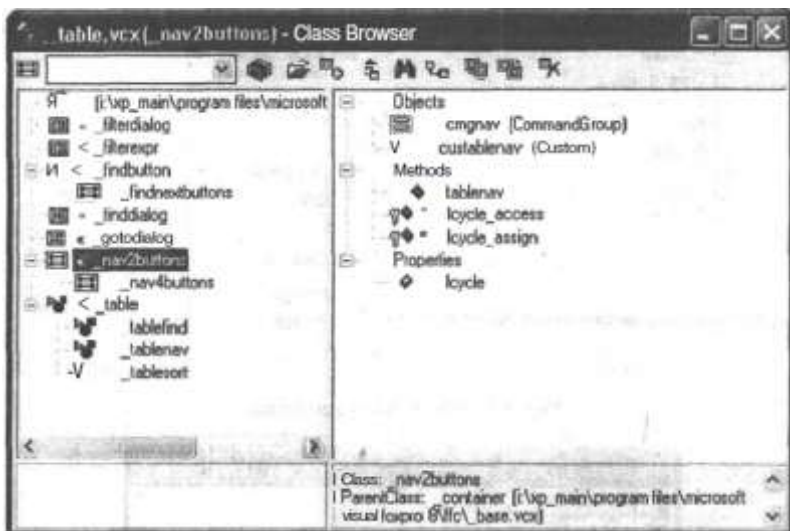 _table.vcx(_nav2buttons) - Class Browser
[i:\xp_main\program files\microsoft
_filterdialog
< _filterexpr
< _findbutton
_findnextbuttons
_finddialog
_gotodialog
_nav2buttons
_nav4buttons
< _table
_tablefind
_tablenav
_tablesort
Objects
cmgnav (CommandGroup)
custablenav (Custom)
Methods
tablenav
lcycle_access
lcycle_assign
Properties
lcycle
Class: _nav2buttons
ParentClass: _container [i:\xp_main\program files\microsoft
visual foxpro 8\ffc\_base.vcx]